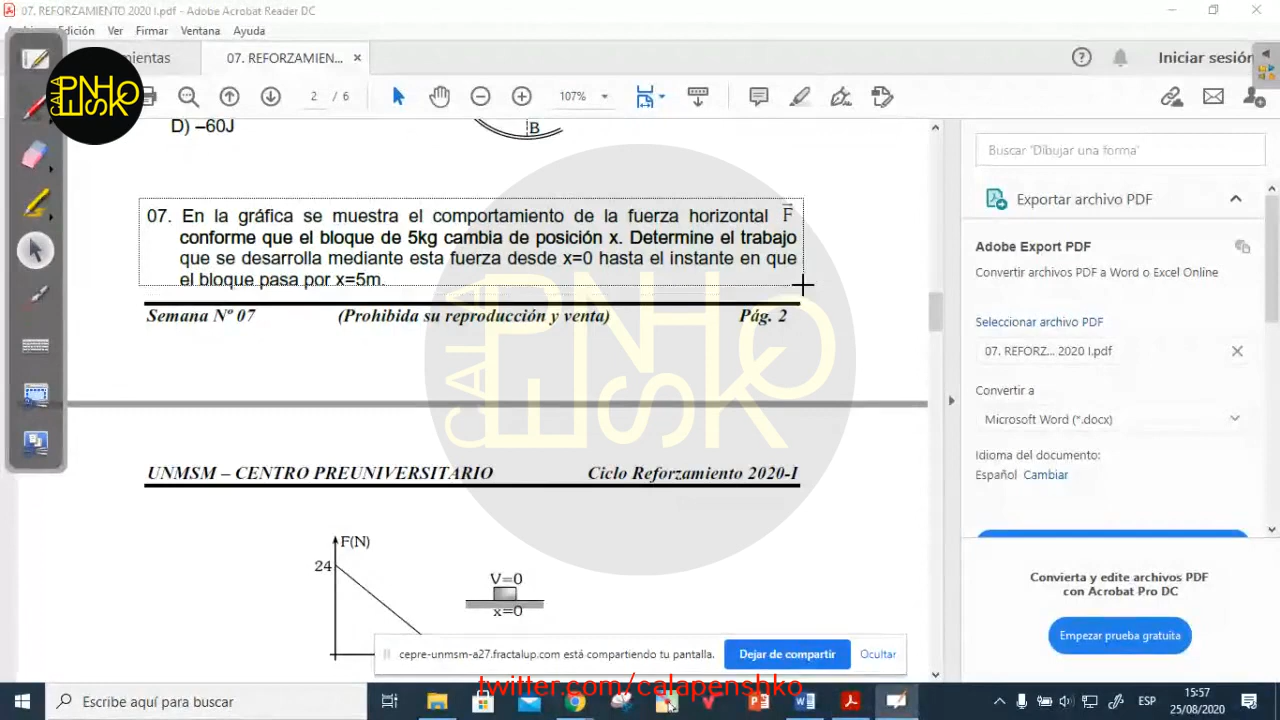 07. REFORZAMIENTO 2020 I.pdf - Adobe Acrobat Reader DC
Edición Ver Firmar Ventana Ayuda
07. REFORZAMIEN... ×
Iniciar sesión
2 / 6
107%
D) –60J
B
07. En la gráfica se muestra el comportamiento de la fuerza horizontal F
conforme que el bloque de 5kg cambia de posición x. Determine el trabajo
que se desarrolla mediante esta fuerza desde x=0 hasta el instante en que
el bloque pasa por x=5m.
Semana Nº 07 (Prohibida su reproducción y venta) Pág. 2
UNMSM – CENTRO PREUNIVERSITARIO Ciclo Reforzamiento 2020-I
F(N)
24
V=0
x=0
CALAPENSHKO
CALAPENSHKO
Buscar "Dibujar una forma"
Exportar archivo PDF
Adobe Export PDF
Convertir archivos PDF a Word o Excel Online
Seleccionar archivo PDF
07. REFORZ... 2020 I.pdf
Convertir a
Microsoft Word (*.docx)
Idioma del documento:
Español Cambiar
Convierta y edite archivos PDF
con Acrobat Pro DC
Empezar prueba gratuita
cepre-unmsm-a27.fractalup.com está compartiendo tu pantalla. Dejar de compartir Ocultar
twitter.com/calapenshko
Escribe aquí para buscar
ESP
15:57
25/08/2020